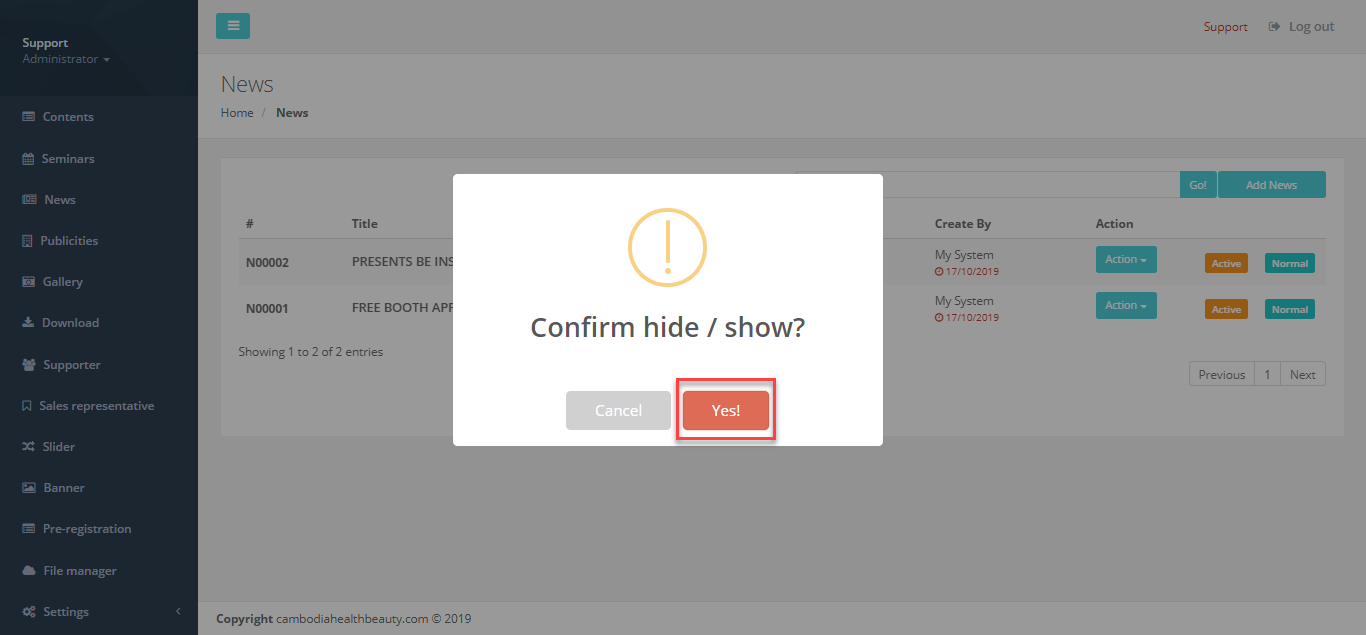 Support
Administrator
Contents
Seminars
News
Publicities
Gallery
Download
Supporter
Sales representative
Slider
Banner
Pre-registration
File manager
Settings
Support Log out
News
Home / News
Go! Add News
# Title Create By Action
N00002 PRESENTS BE INS My System Action Active Normal
17/10/2019
N00001 FREE BOOTH APP My System Action Active Normal
17/10/2019
Showing 1 to 2 of 2 entries
Previous 1 Next
Confirm hide / show?
Cancel Yes!
Copyright cambodiahealthbeauty.com © 2019